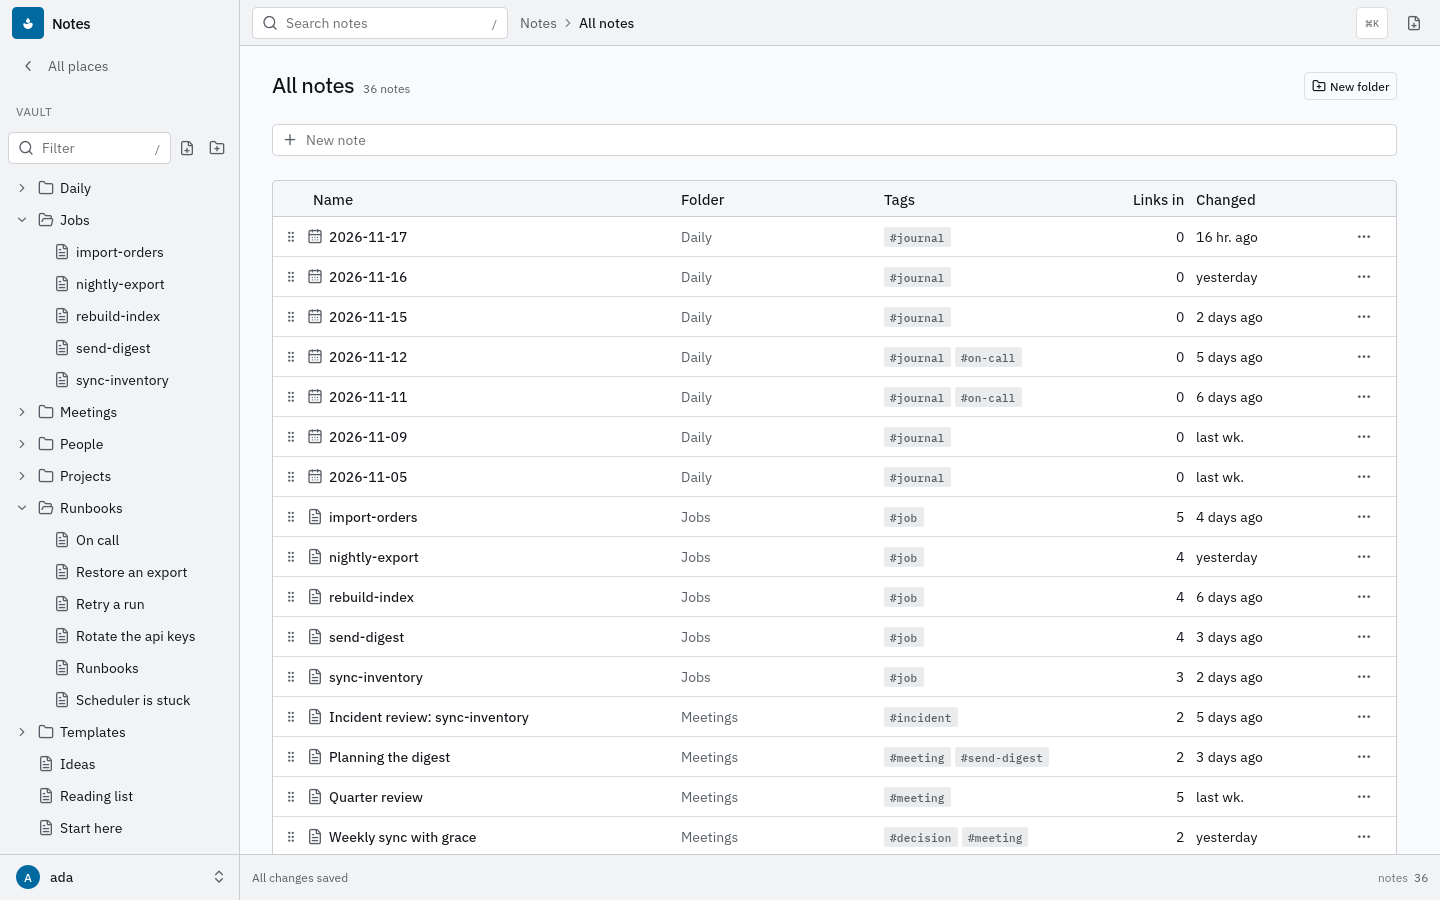 Notes
All places
VAULT
Filter /
Daily
Jobs
import-orders
nightly-export
rebuild-index
send-digest
sync-inventory
Meetings
People
Projects
Runbooks
On call
Restore an export
Retry a run
Rotate the api keys
Runbooks
Scheduler is stuck
Templates
Ideas
Reading list
Start here
A ada
Search notes /
Notes > All notes
⌘K
All notes 36 notes
New folder
New note
Name Folder Tags Links in Changed
2026-11-17 Daily #journal 0 16 hr. ago
2026-11-16 Daily #journal 0 yesterday
2026-11-15 Daily #journal 0 2 days ago
2026-11-12 Daily #journal #on-call 0 5 days ago
2026-11-11 Daily #journal #on-call 0 6 days ago
2026-11-09 Daily #journal 0 last wk.
2026-11-05 Daily #journal 0 last wk.
import-orders Jobs #job 5 4 days ago
nightly-export Jobs #job 4 yesterday
rebuild-index Jobs #job 4 6 days ago
send-digest Jobs #job 4 3 days ago
sync-inventory Jobs #job 3 2 days ago
Incident review: sync-inventory Meetings #incident 2 5 days ago
Planning the digest Meetings #meeting #send-digest 2 3 days ago
Quarter review Meetings #meeting 5 last wk.
Weekly sync with grace Meetings #decision #meeting 2 yesterday
All changes saved
notes 36